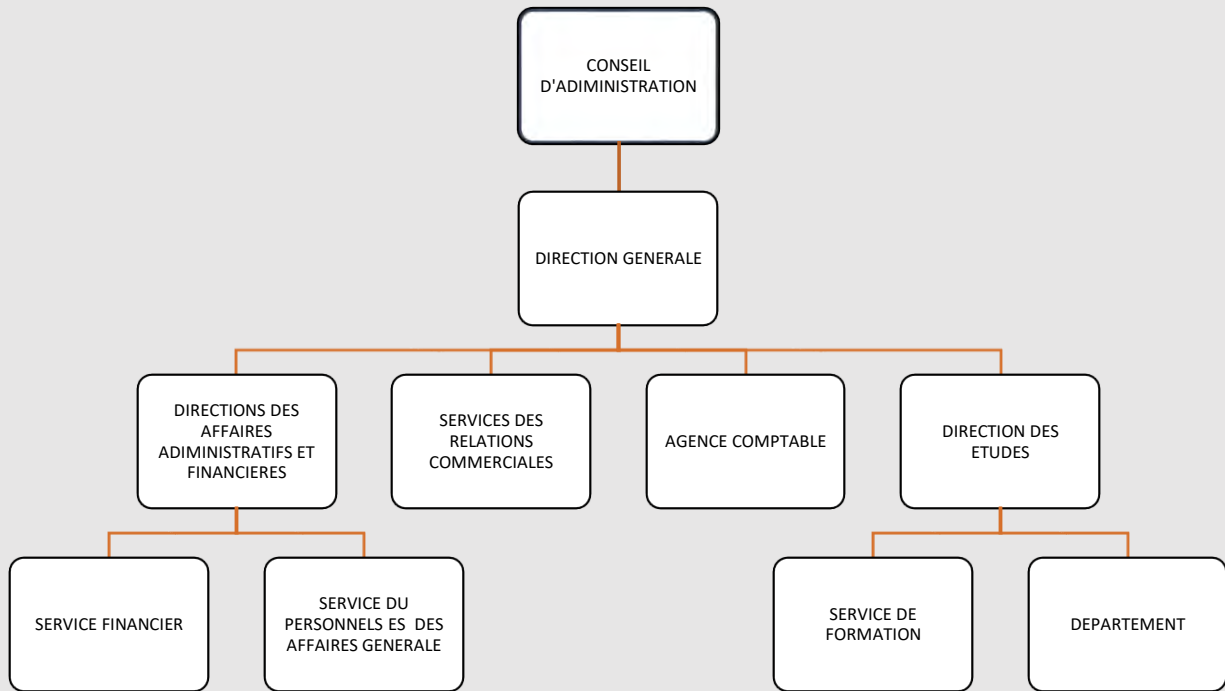 CONSEIL
D'ADIMINISTRATION
DIRECTION GENERALE
DIRECTIONS DES
AFFAIRES
ADIMINISTRATIFS ET
FINANCIERES
SERVICES DES
RELATIONS
COMMERCIALES
AGENCE COMPTABLE
DIRECTION DES
ETUDES
SERVICE FINANCIER
SERVICE DU
PERSONNELS ES DES
AFFAIRES GENERALE
SERVICE DE
FORMATION
DEPARTEMENT